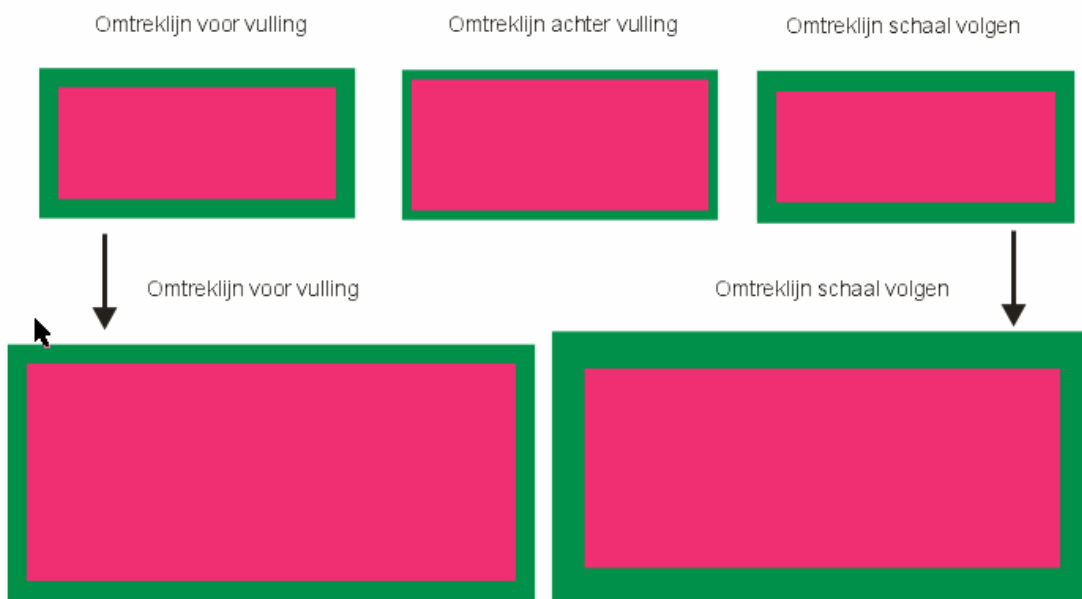 Omtreklijn voor vulling
Omtreklijn achter vulling
Omtreklijn schaal volgen
Omtreklijn voor vulling
Omtreklijn schaal volgen